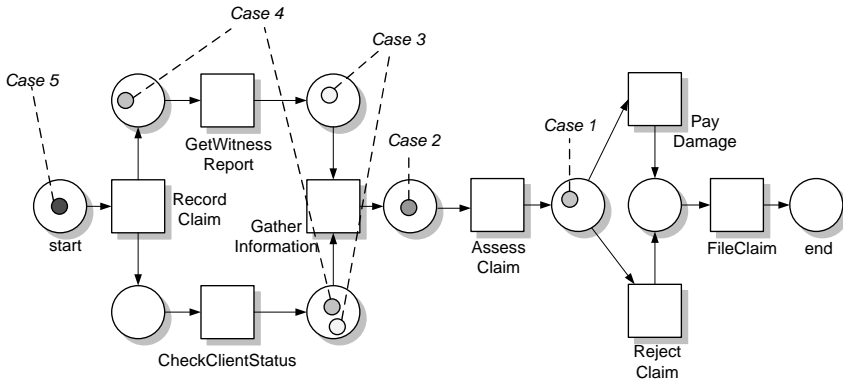 Case 4
Case 3
Case 5
GetWitness
Report
Case 2
Case 1
Pay
Damage
Record
Claim
start
Gather
Information
Assess
Claim
FileClaim
end
CheckClientStatus
Reject
Claim